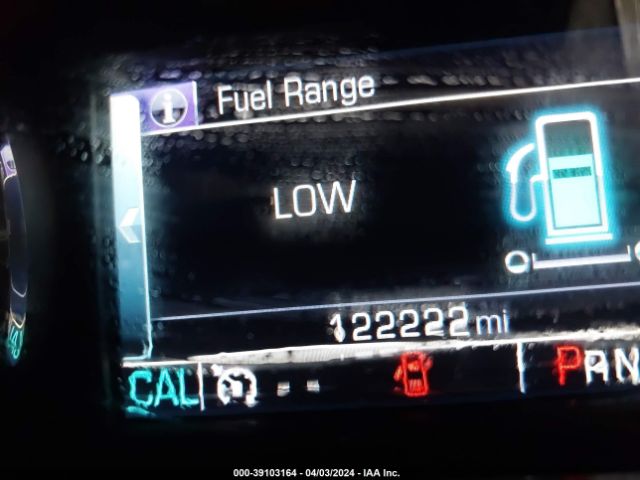 Fuel Range
LOW
122222 mi
CAL -- PRN
000-39103164 - 04/03/2024 - IAA Inc.